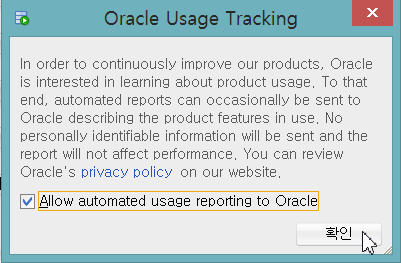 Oracle Usage Tracking
In order to continuously improve our products, Oracle
is interested in learning about product usage. To that
end, automated reports can occasionally be sent to
Oracle describing the product features in use. No
personally identifiable information will be sent and the
report will not affect performance. You can review
Oracle's privacy policy on our website.
Allow automated usage reporting to Oracle
확인